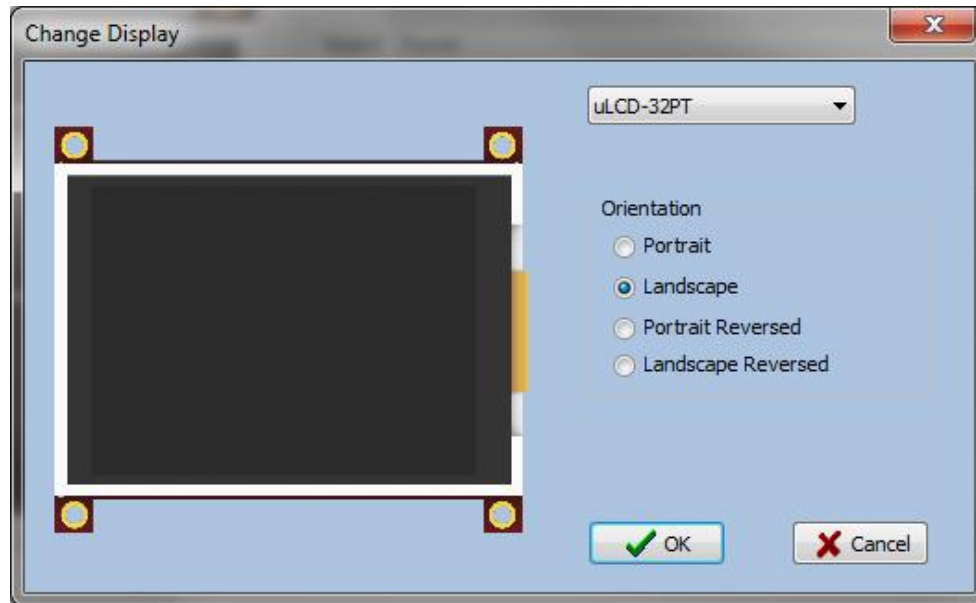 Change Display
uLCD-32PT
Orientation
Portrait
Landscape
Portrait Reversed
Landscape Reversed
OK
Cancel